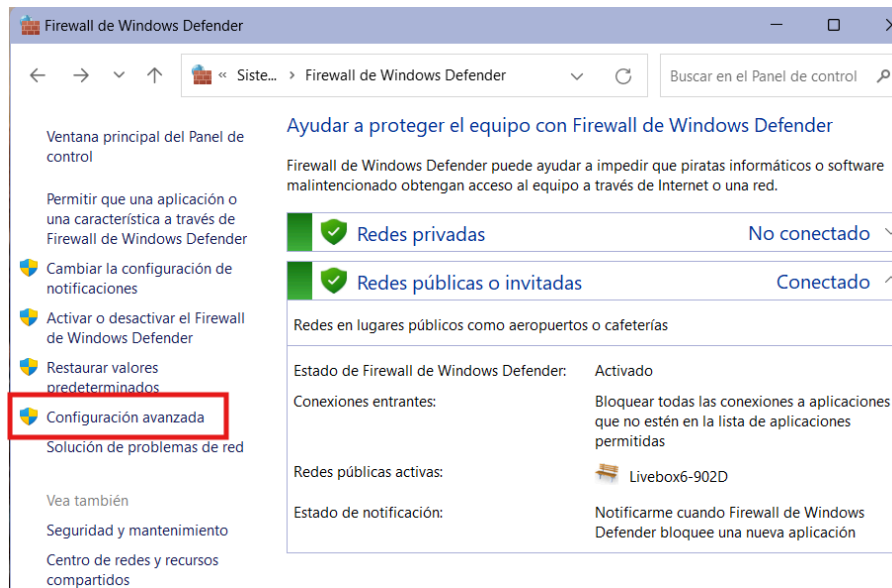 Firewall de Windows Defender
« Siste... > Firewall de Windows Defender
Buscar en el Panel de control
Ventana principal del Panel de
control
Permitir que una aplicación o
una característica a través de
Firewall de Windows Defender
Cambiar la configuración de
notificaciones
Activar o desactivar el Firewall
de Windows Defender
Restaurar valores
predeterminados
Configuración avanzada
Solución de problemas de red
Vea también
Seguridad y mantenimiento
Centro de redes y recursos
compartidos
Ayudar a proteger el equipo con Firewall de Windows Defender
Firewall de Windows Defender puede ayudar a impedir que piratas informáticos o software
malintencionado obtengan acceso al equipo a través de Internet o una red.
Redes privadas No conectado
Redes públicas o invitadas Conectado
Redes en lugares públicos como aeropuertos o cafeterías
Estado de Firewall de Windows Defender: Activado
Conexiones entrantes: Bloquear todas las conexiones a aplicaciones
que no estén en la lista de aplicaciones
permitidas
Redes públicas activas: Livebox6-902D
Estado de notificación: Notificarme cuando Firewall de Windows
Defender bloquee una nueva aplicación